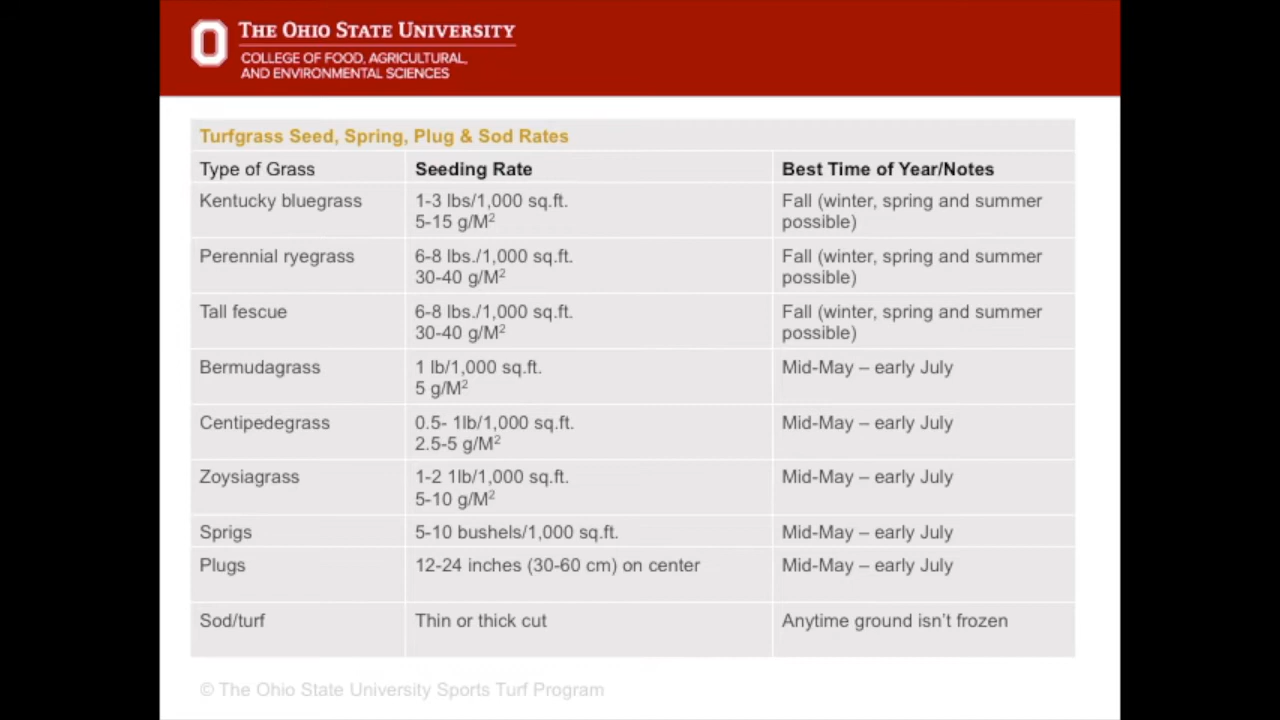 THE OHIO STATE UNIVERSITY
COLLEGE OF FOOD, AGRICULTURAL,
AND ENVIRONMENTAL SCIENCES
Turfgrass Seed, Spring, Plug & Sod Rates
Type of Grass Seeding Rate Best Time of Year/Notes
Kentucky bluegrass 1-3 lbs/1,000 sq.ft. Fall (winter, spring and summer
5-15 g/M² possible)
Perennial ryegrass 6-8 lbs./1,000 sq.ft. Fall (winter, spring and summer
30-40 g/M² possible)
Tall fescue 6-8 lbs./1,000 sq.ft. Fall (winter, spring and summer
30-40 g/M² possible)
Bermudagrass 1 lb/1,000 sq.ft. Mid-May – early July
5 g/M²
Centipedegrass 0.5- 1lb/1,000 sq.ft. Mid-May – early July
2.5-5 g/M²
Zoysiagrass 1-2 1lb/1,000 sq.ft. Mid-May – early July
5-10 g/M²
Sprigs 5-10 bushels/1,000 sq.ft. Mid-May – early July
Plugs 12-24 inches (30-60 cm) on center Mid-May – early July
Sod/turf Thin or thick cut Anytime ground isn't frozen
© The Ohio State University Sports Turf Program